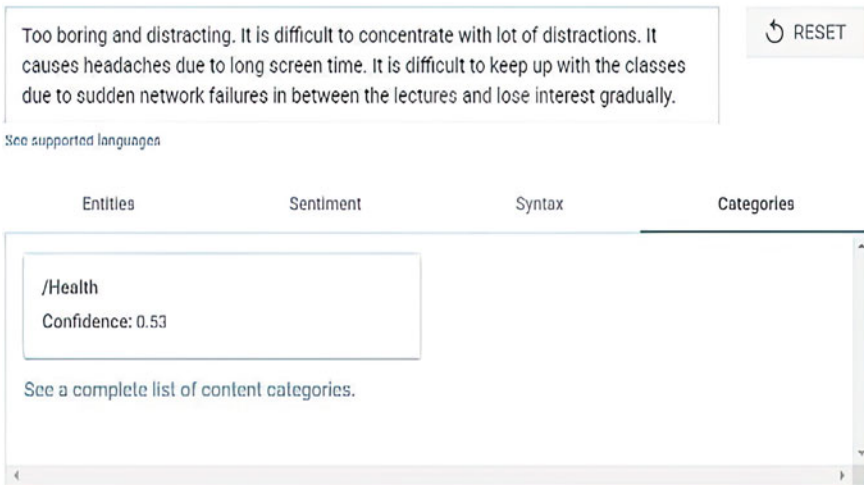 Too boring and distracting. It is difficult to concentrate with lot of distractions. It
causes headaches due to long screen time. It is difficult to keep up with the classes
due to sudden network failures in between the lectures and lose interest gradually.
RESET
See supported languages
Entities Sentiment Syntax Categories
/Health
Confidence: 0.53
See a complete list of content categories.